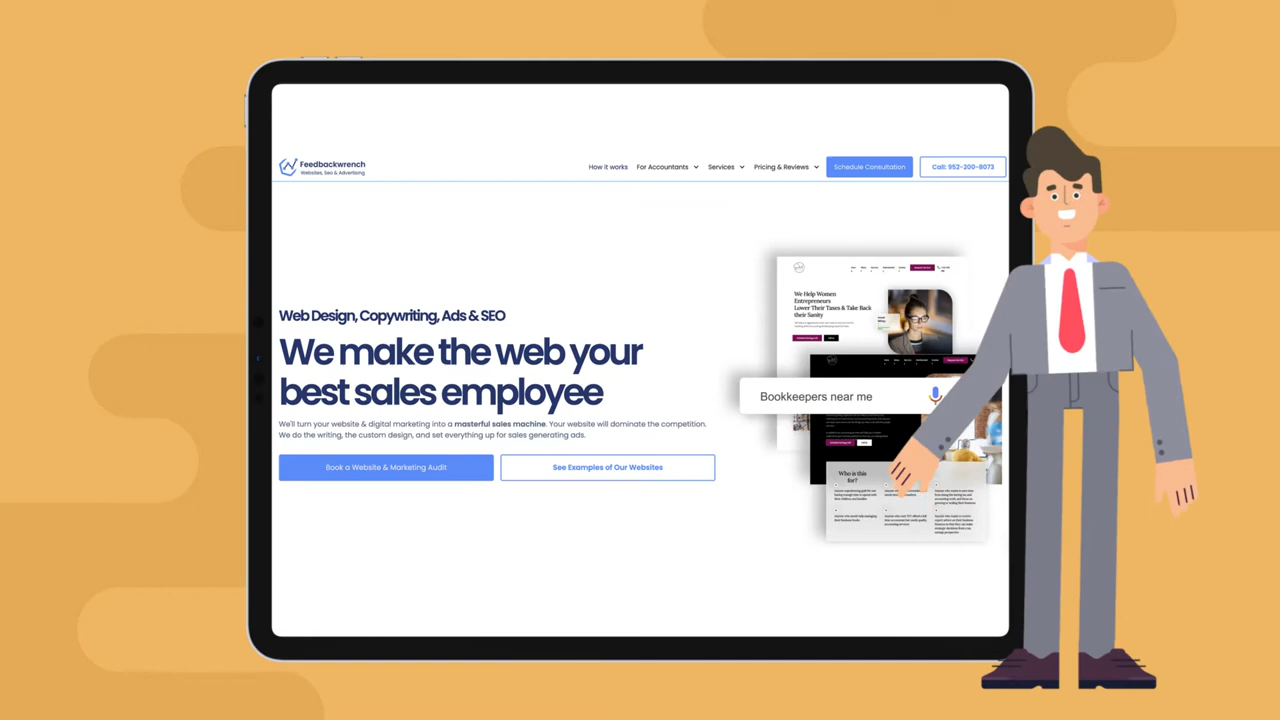 Feedbackwrench
Websites, Seo & Advertising
How it works
For Accountants
Services
Pricing & Reviews
Schedule Consultation
Call: 952-200-8073
Web Design, Copywriting, Ads & SEO
We make the web your
best sales employee
We'll turn your website & digital marketing into a masterful sales machine. Your website will dominate the competition.
We do the writing, the custom design, and set everything up for sales generating ads.
Book a Website & Marketing Audit
See Examples of Our Websites
We Help Women
Entrepreneurs
Lower Their Taxes & Take Back
their Sanity
Bookkeepers near me
Who is this
for?